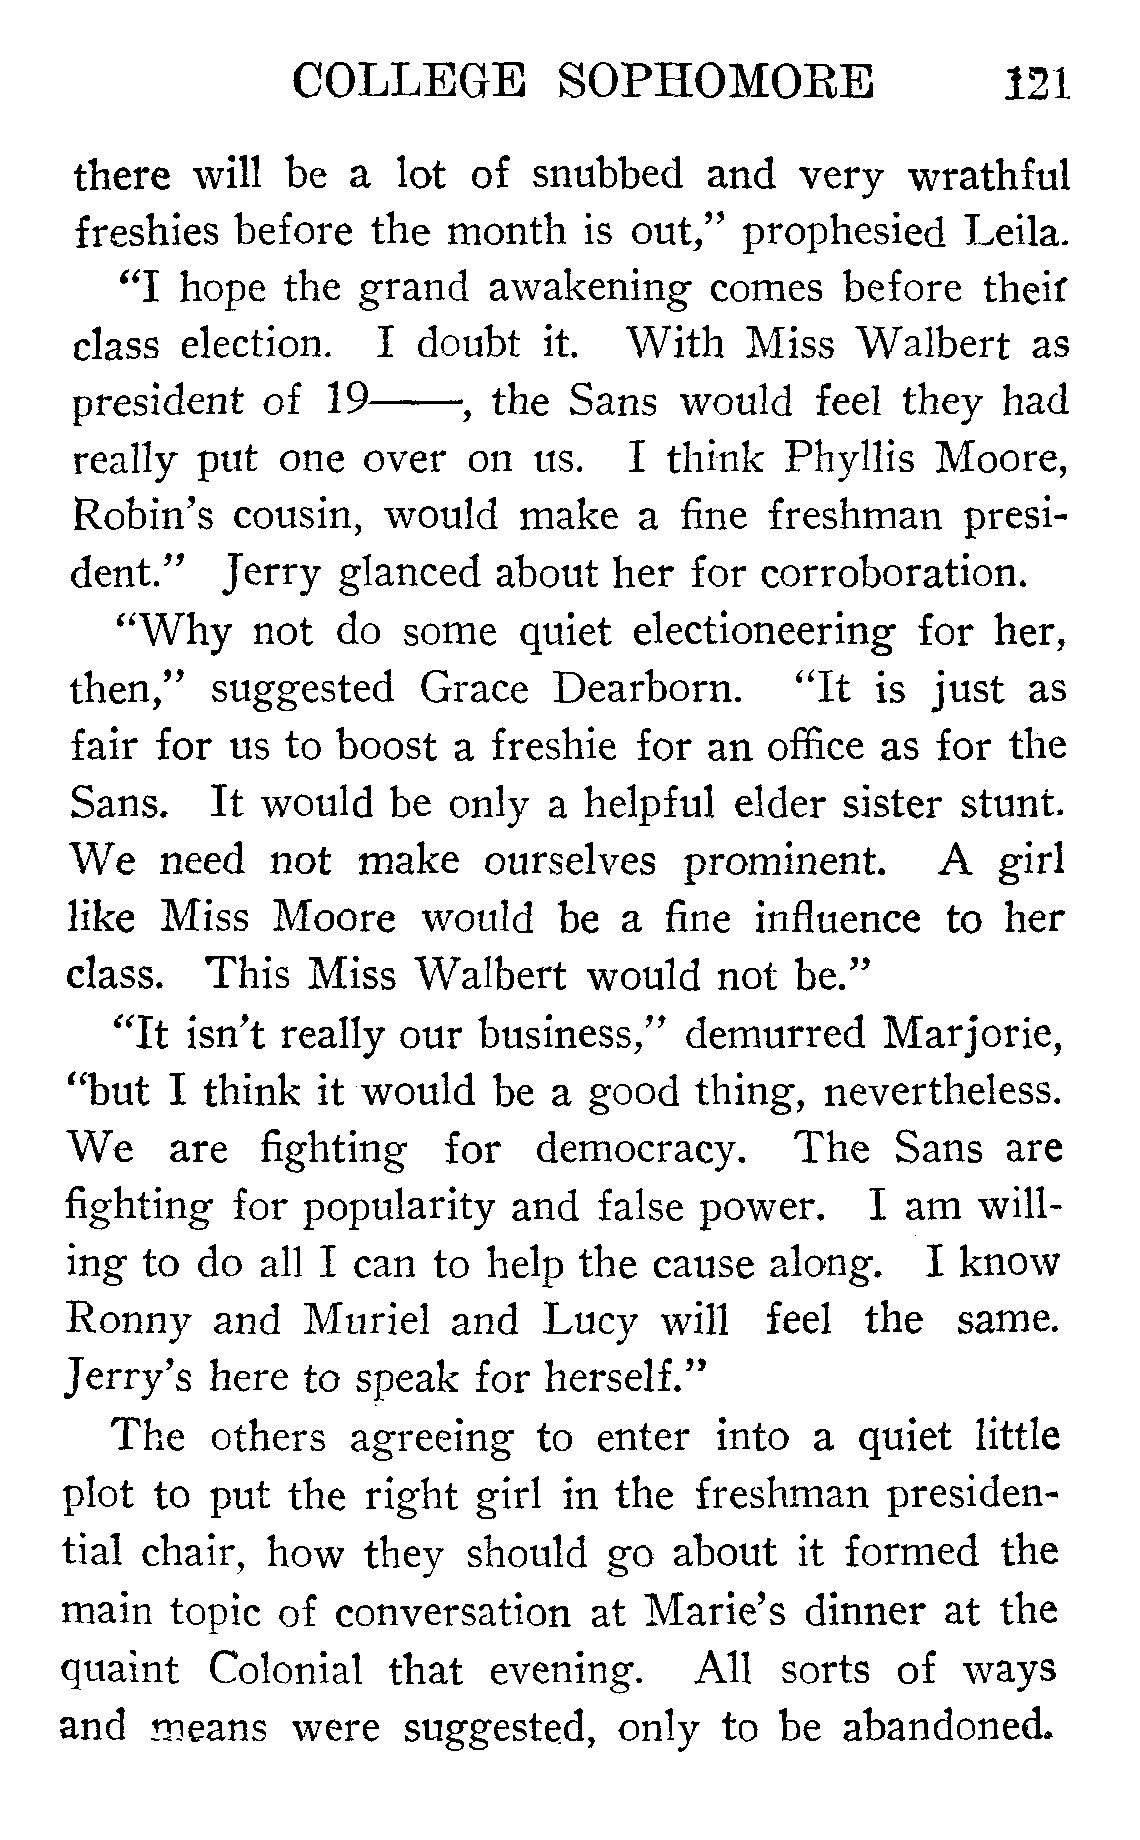 COLLEGE SOPHOMORE 121
there will be a lot of snubbed and very wrathful
freshies before the month is out,” prophesied Leila.
“I hope the grand awakening comes before their
class election. I doubt it. With Miss Walbert as
president of 19——, the Sans would feel they had
really put one over on us. I think Phyllis Moore,
Robin’s cousin, would make a fine freshman presi-
dent.” Jerry glanced about her for corroboration.
“Why not do some quiet electioneering for her,
then,” suggested Grace Dearborn. “It is just as
fair for us to boost a freshie for an office as for the
Sans. It would be only a helpful elder sister stunt.
We need not make ourselves prominent. A girl
like Miss Moore would be a fine influence to her
class. This Miss Walbert would not be.”
“It isn’t really our business,” demurred Marjorie,
“but I think it would be a good thing, nevertheless.
We are fighting for democracy. The Sans are
fighting for popularity and false power. I am will-
ing to do all I can to help the cause along. I know
Ronny and Muriel and Lucy will feel the same.
Jerry’s here to speak for herself.”
The others agreeing to enter into a quiet little
plot to put the right girl in the freshman presiden-
tial chair, how they should go about it formed the
main topic of conversation at Marie’s dinner at the
quaint Colonial that evening. All sorts of ways
and means were suggested, only to be abandoned.